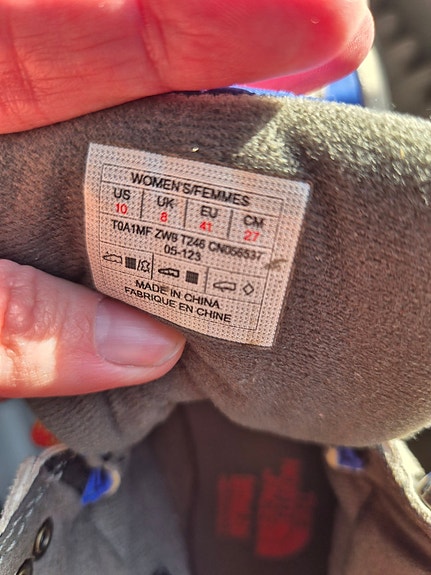 WOMEN'S/FEMMES
US UK EU CM
10 8 41 27
T0A1MF ZW9 T246 CN056537
05-123
MADE IN CHINA
FABRIQUE EN CHINE